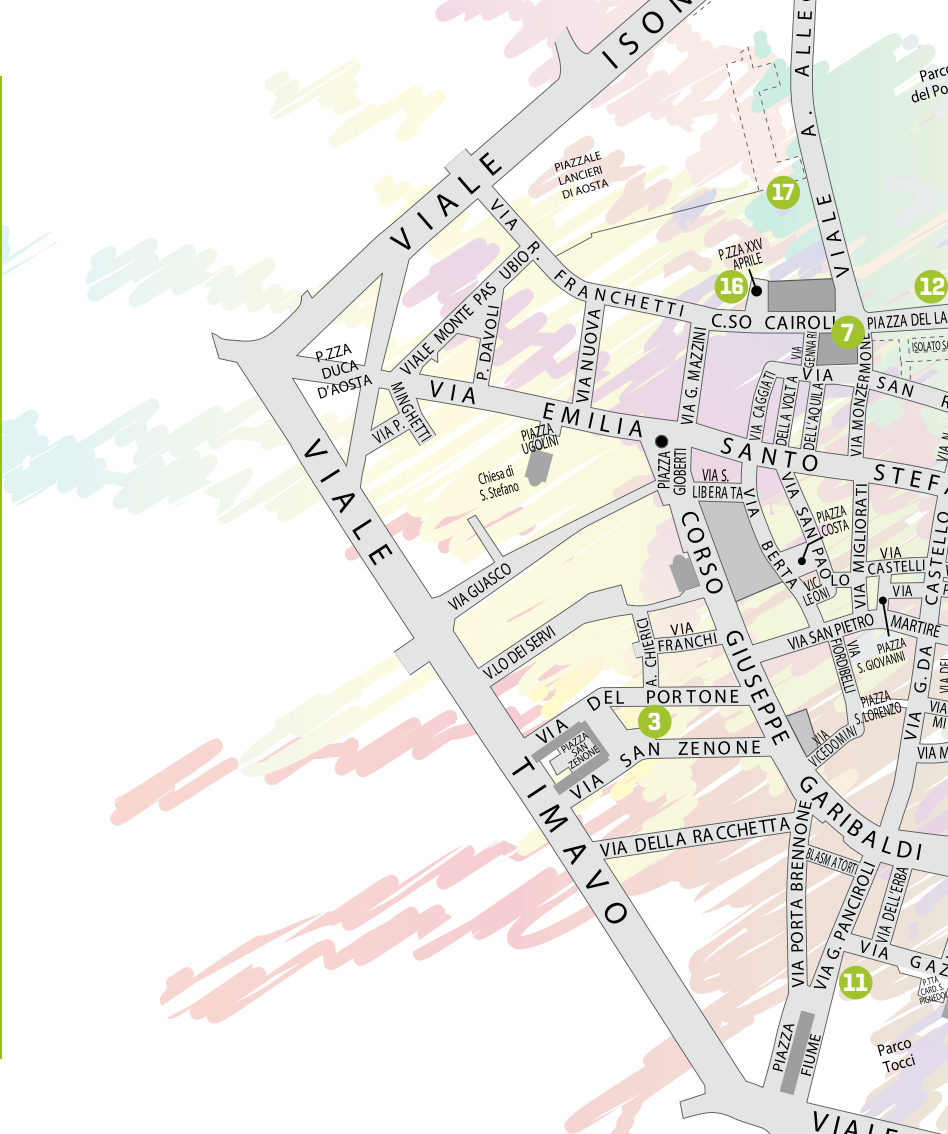 VIALE ISON
A. ALLEG
VIALE
Parco
del Po
PIAZZALE
LANCIERI
DI AOSTA
17
VIA R. FRANCHETTI
P.ZZA XXV
APRILE
16
12
C.SO CAIROLI
7
PIAZZA DEL LA
ISOLATO S
VIALE MONTE PASUBIO
P. DAVOLI
VIA NUOVA
VIA G. MAZZINI
VIA
GENNARI
VIA SAN R
P.ZZA
DUCA
D'AOSTA
VIA P.
MINGHETTI
VIA CAGGIATI
DELLA VOLTA
DELL'AQUILA
VIA MONZERMONE
VIA EMILIA SANTO STEFA
PIAZZA
UGOLINI
Chiesa di
S. Stefano
PIAZZA
GIOBERTI
VIA S.
LIBERATA
VIA BERTA
VIA SAN PAOLO
PIAZZA
COSTA
VIC.
LEONI
VIA MIGLIORATI
VIA
CASTELLI
VIA
CASTELLO
VIA GUASCO
V.LO DEI SERVI
A. CHIERICI
VIA
FRANCHI
VIA SAN PIETRO MARTIRE
PIAZZA
S. GIOVANNI
VIA
FIORDIBELLI
PIAZZA
S. LORENZO
VIA
VICEDOMINI
VIA G. DA
VIA DE
VIA
MI
VIA M
VIA DEL PORTONE
3
PIAZZA
SAN
ZENONE
VIA SAN ZENONE
CORSO GIUSEPPE GARIBALDI
VIALE TIMAVO
VIA DELLA RACCHETTA
VIA PORTA BRENNONE
BLASMATORTI
VIA G. PANCIROLI
VIA DELL'ERBA
VIA GAZ
11
P.TTA
CARD. S.
PIGNEDOLI
PIAZZA
FIUME
Parco
Tocci
VIALE